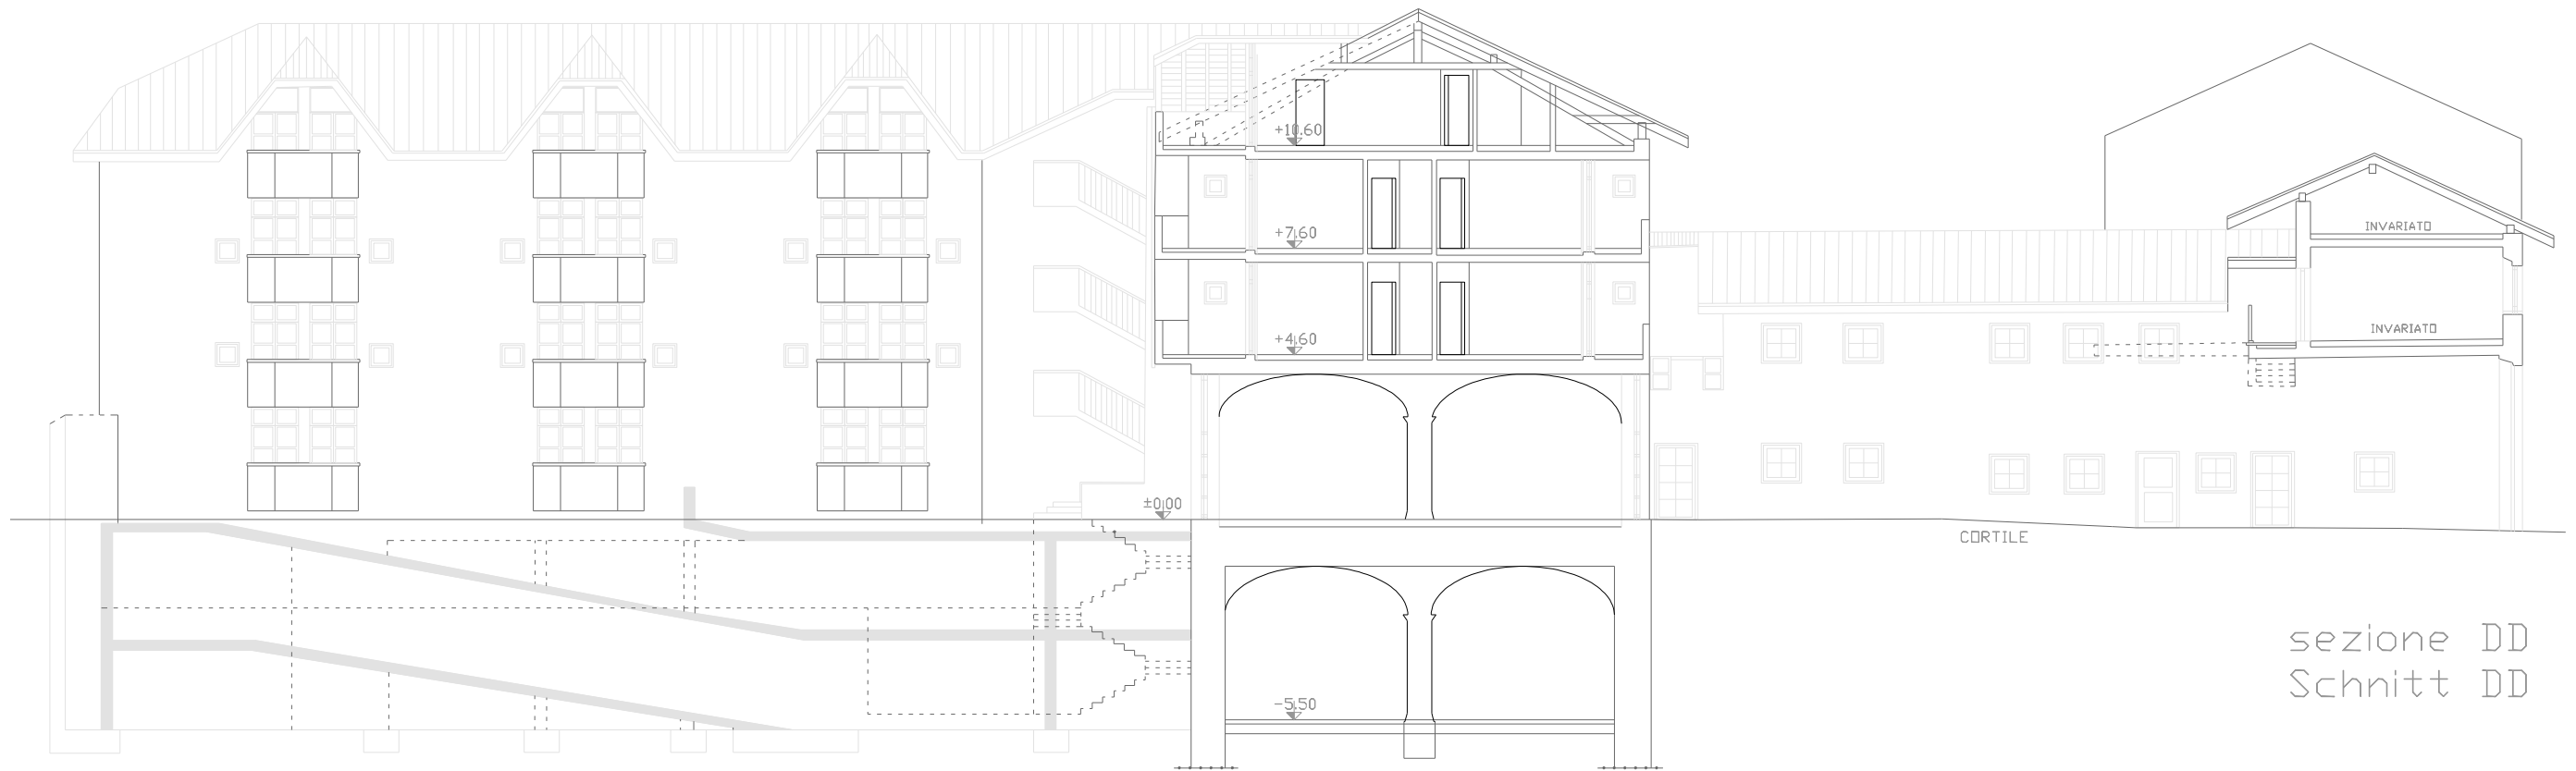 +10.60
INVARIATO
+7.60
INVARIATO
+4.60
±0.00
CORTILE
sezione DD
Schnitt DD
-5.50